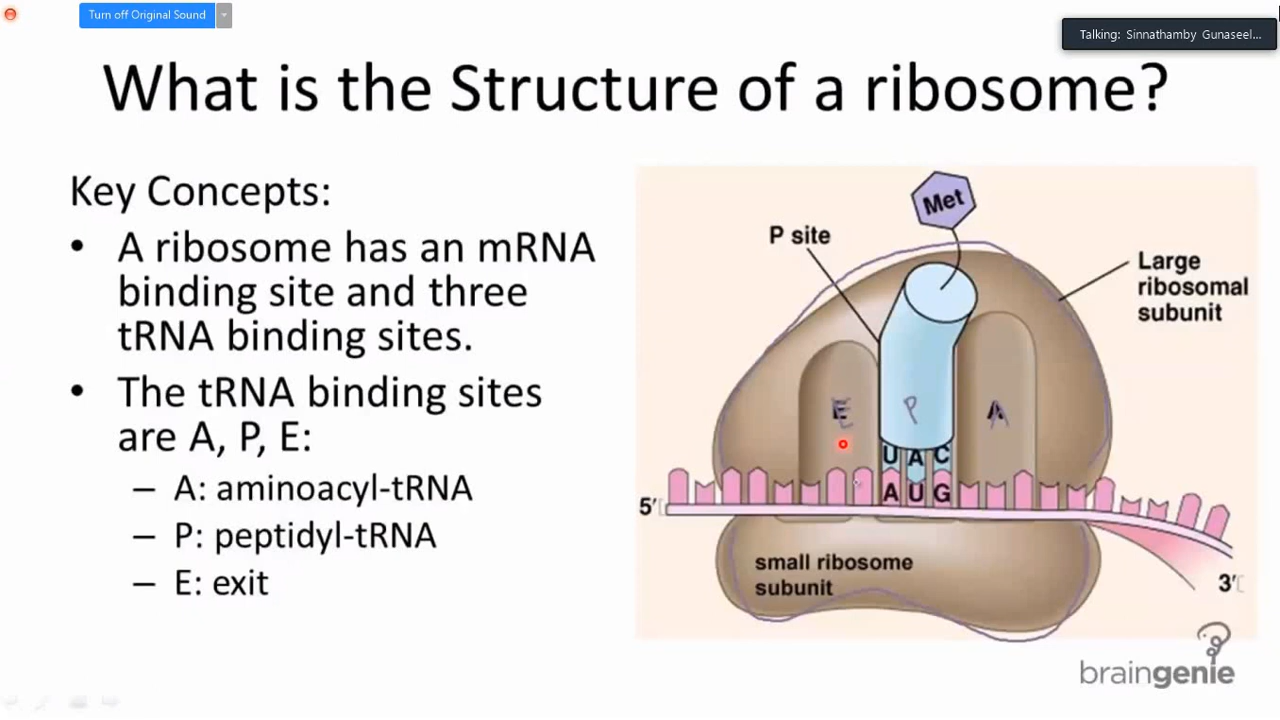 Turn off Original Sound
Talking: Sinnathamby Gunaseel...
What is the Structure of a ribosome?
Key Concepts:
• A ribosome has an mRNA
binding site and three
tRNA binding sites.
• The tRNA binding sites
are A, P, E:
– A: aminoacyl-tRNA
– P: peptidyl-tRNA
– E: exit
Met
P site
Large
ribosomal
subunit
E P A
UAC
AUG
5'
3'
small ribosome
subunit
braingenie